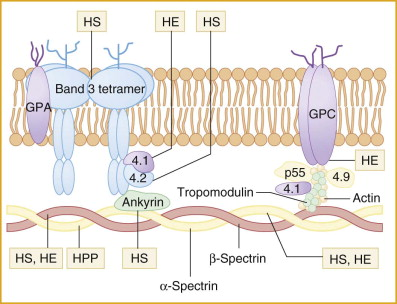 HS
HE
HS
GPA
Band 3 tetramer
GPC
4.1
HE
4.2
p55
4.9
Tropomodulin
4.1
Ankyrin
Actin
HS, HE
HPP
HS
β-Spectrin
HS, HE
α-Spectrin